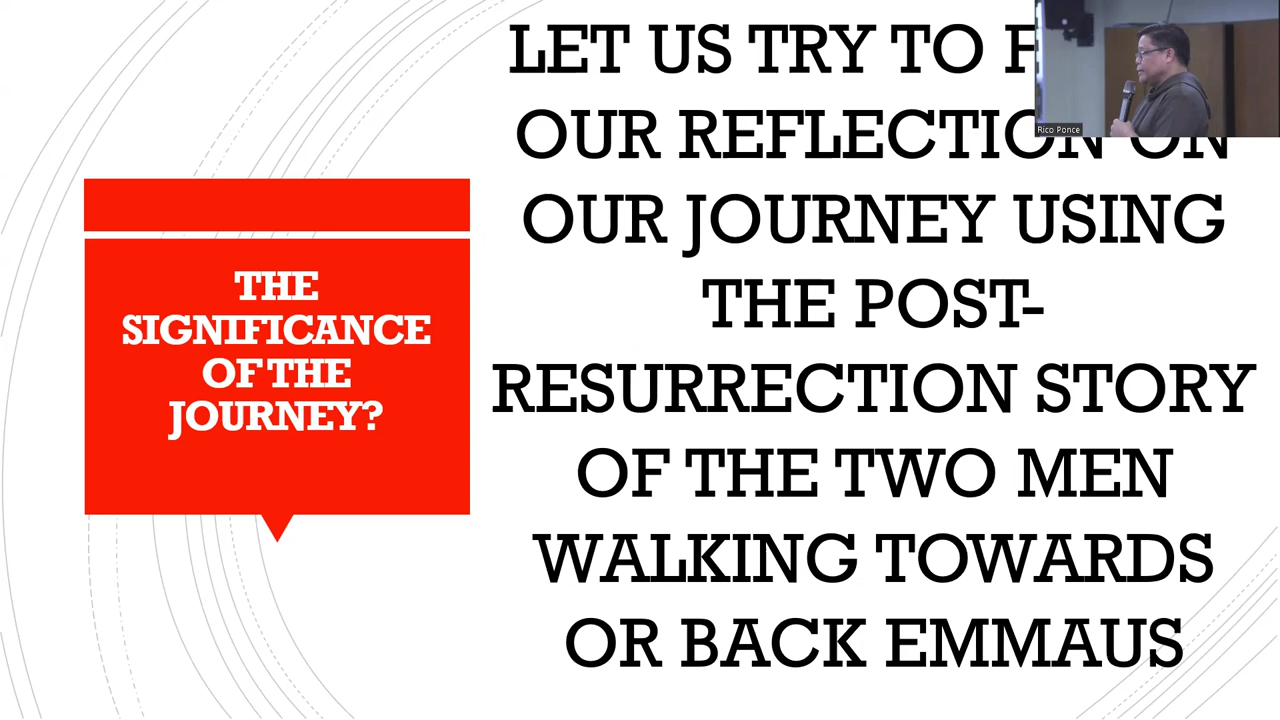 THE
SIGNIFICANCE
OF THE
JOURNEY?
LET US TRY TO
OUR REFLECTION ON
OUR JOURNEY USING
THE POST-
RESURRECTION STORY
OF THE TWO MEN
WALKING TOWARDS
OR BACK EMMAUS
Rico Ponce